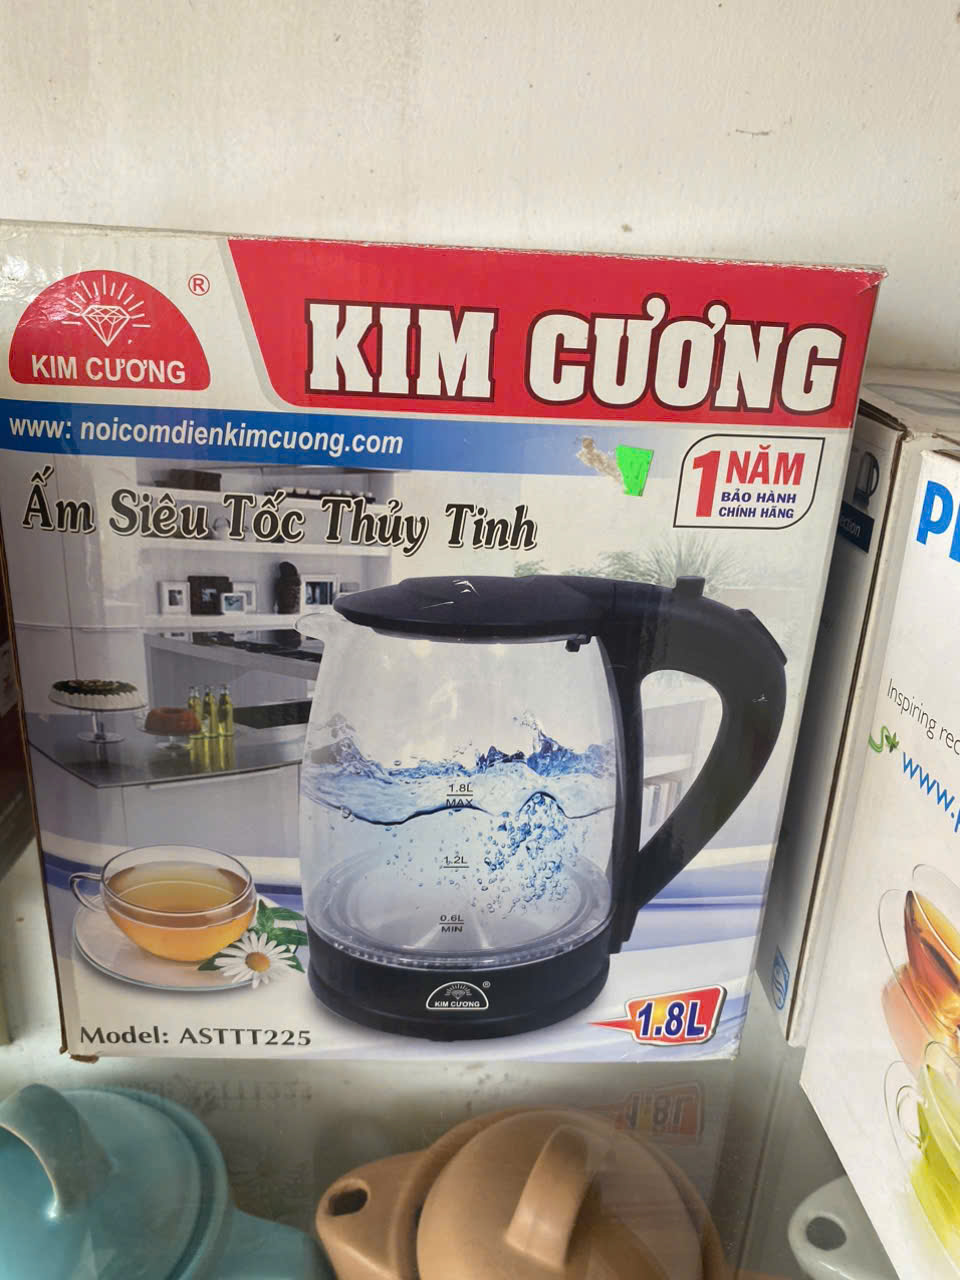 KIM CƯƠNG
®
KIM CƯƠNG
www: noicomdienkimcuong.com
1 NĂM
BẢO HÀNH
CHÍNH HÃNG
Ấm Siêu Tốc Thủy Tinh
1.8L
MAX
1.2L
0.6L
MIN
KIM CƯƠNG
®
Model: ASTTT225
1.8L
Inspiring
www.